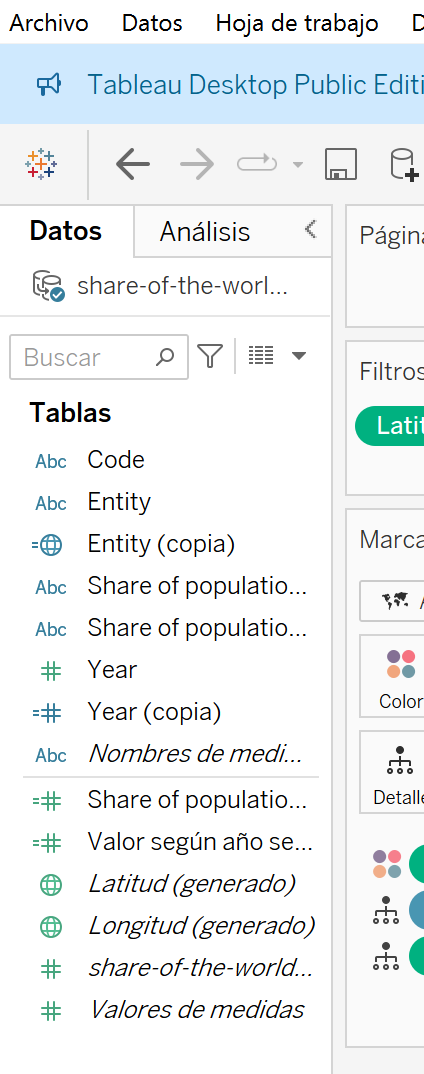 Archivo Datos Hoja de trabajo D
Tableau Desktop Public Editi
Datos Análisis
share-of-the-worl...
Buscar
Tablas
Abc Code
Abc Entity
Entity (copia)
Abc Share of populatio...
Abc Share of populatio...
Year
Year (copia)
Abc Nombres de medi...
Share of populatio...
Valor según año se...
Latitud (generado)
Longitud (generado)
share-of-the-world...
Valores de medidas
Página
Filtros
Latit
Marca
Color
Detalle